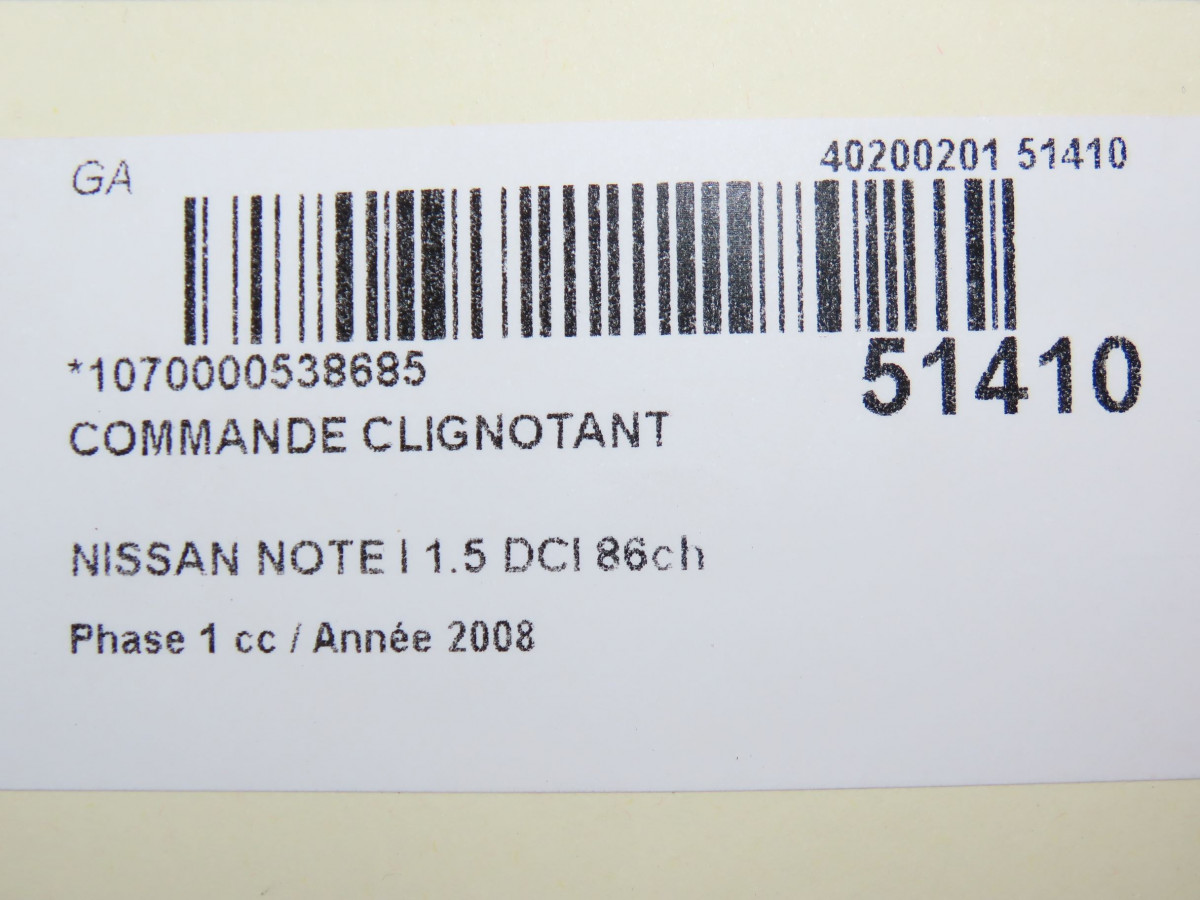 GA
40200201 51410
*1070000538685
51410
COMMANDE CLIGNOTANT
NISSAN NOTE I 1.5 DCI 86ch
Phase 1 cc / Année 2008